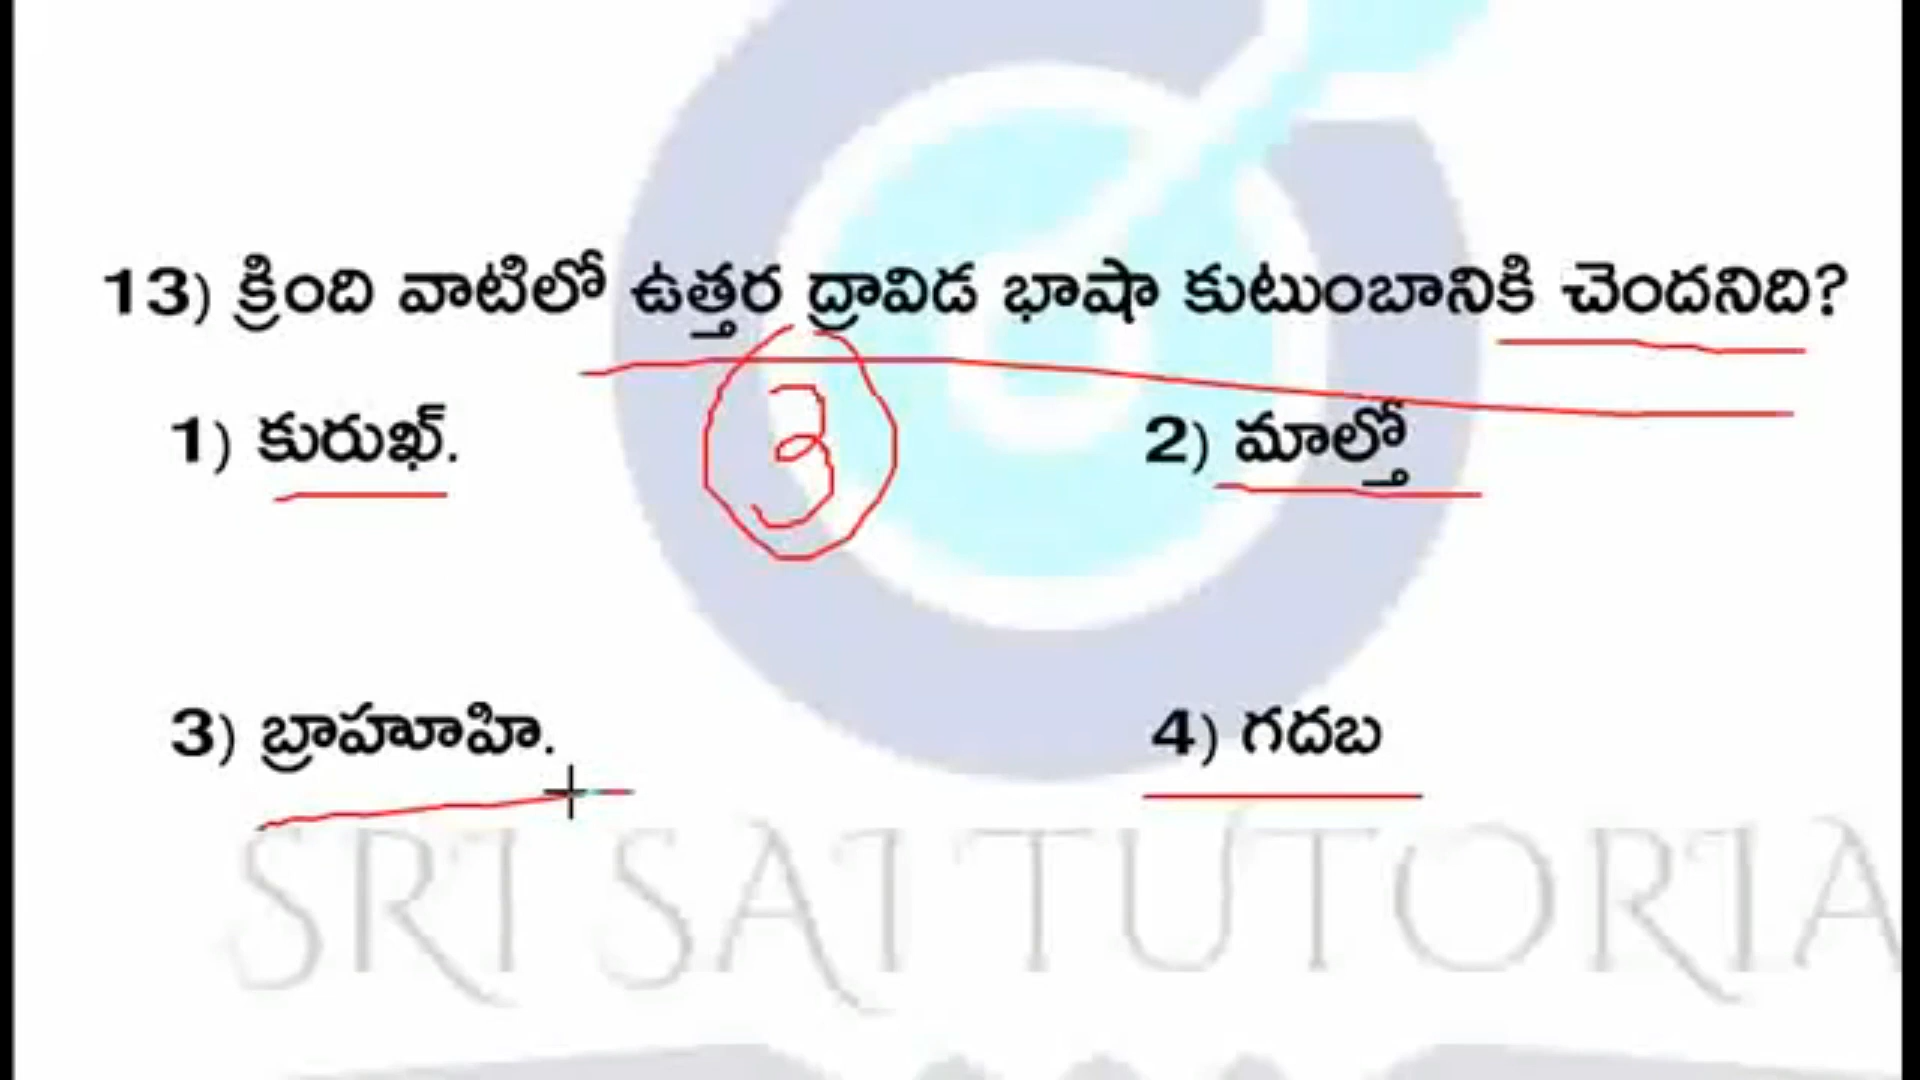 13) క్రింది వాటిలో ఉత్తర ద్రావిడ భాషా కుటుంబానికి చెందనిది?
1) కురుఖ్. 2) మాల్తో
3
3) బ్రాహూహి. 4) గదబ
SRI SAI TUTORIA